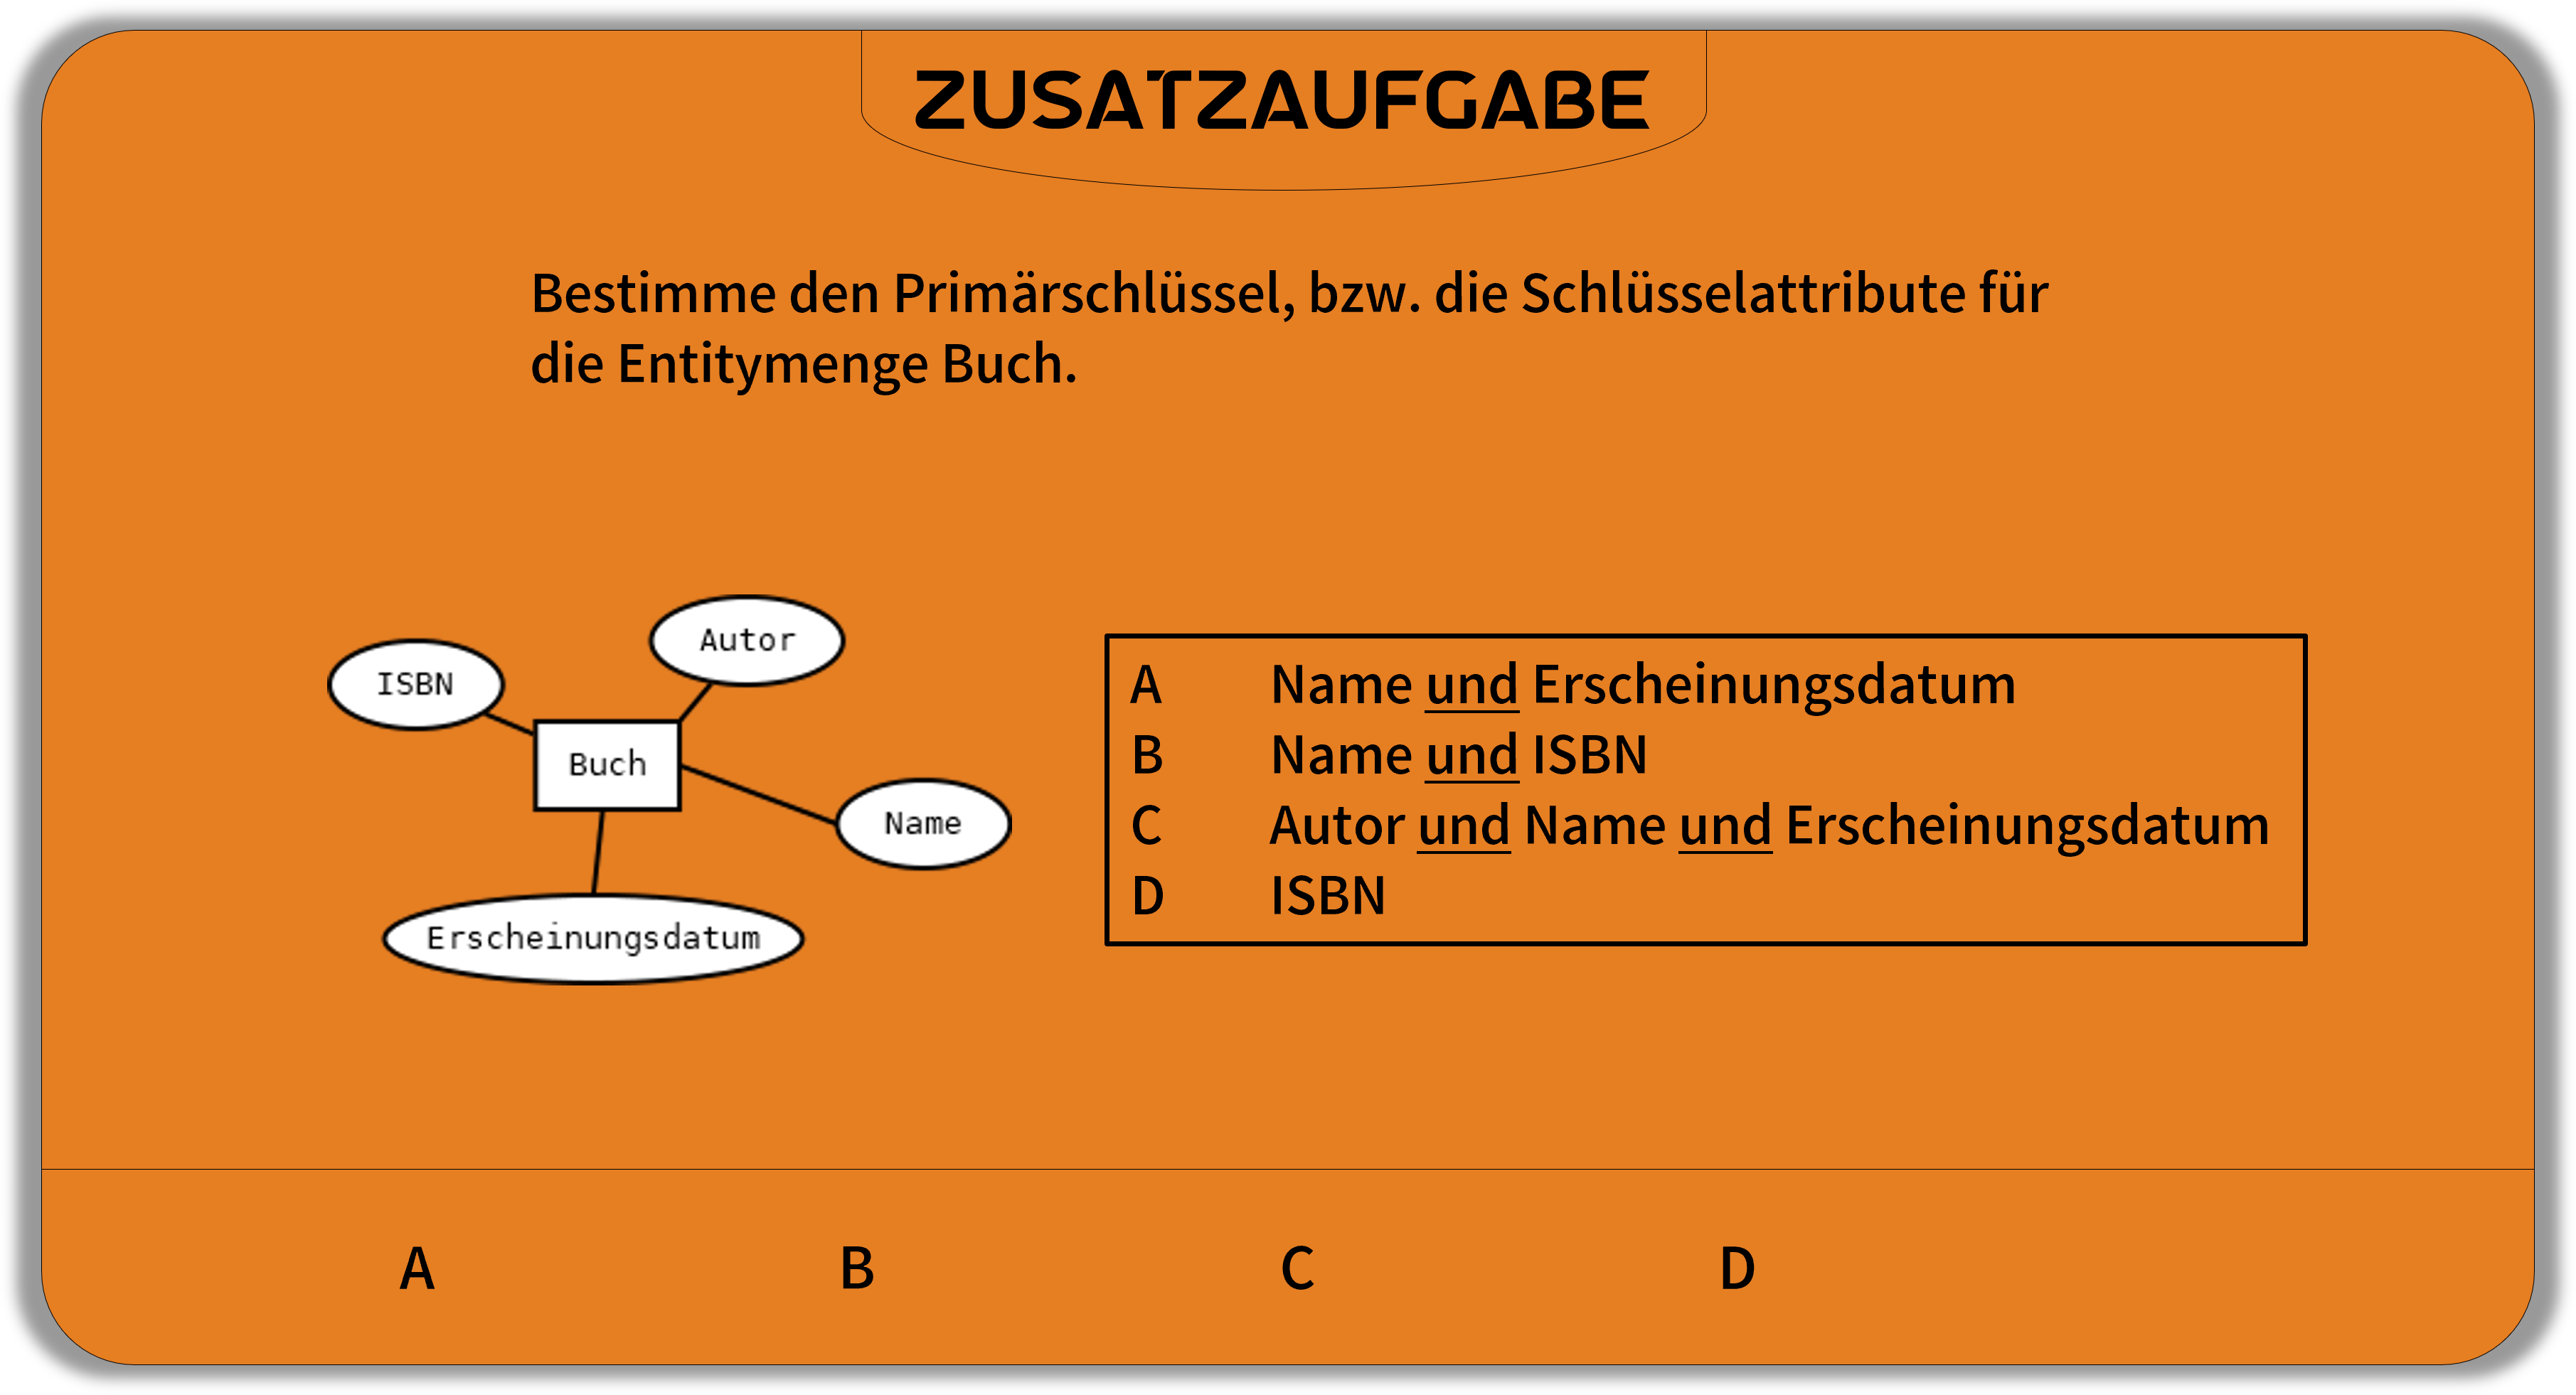 ZUSATZAUFGABE
Bestimme den Primärschlüssel, bzw. die Schlüsselattribute für
die Entitymenge Buch.
Autor
ISBN
Buch
Name
Erscheinungsdatum
A Name und Erscheinungsdatum
B Name und ISBN
C Autor und Name und Erscheinungsdatum
D ISBN
A B C D